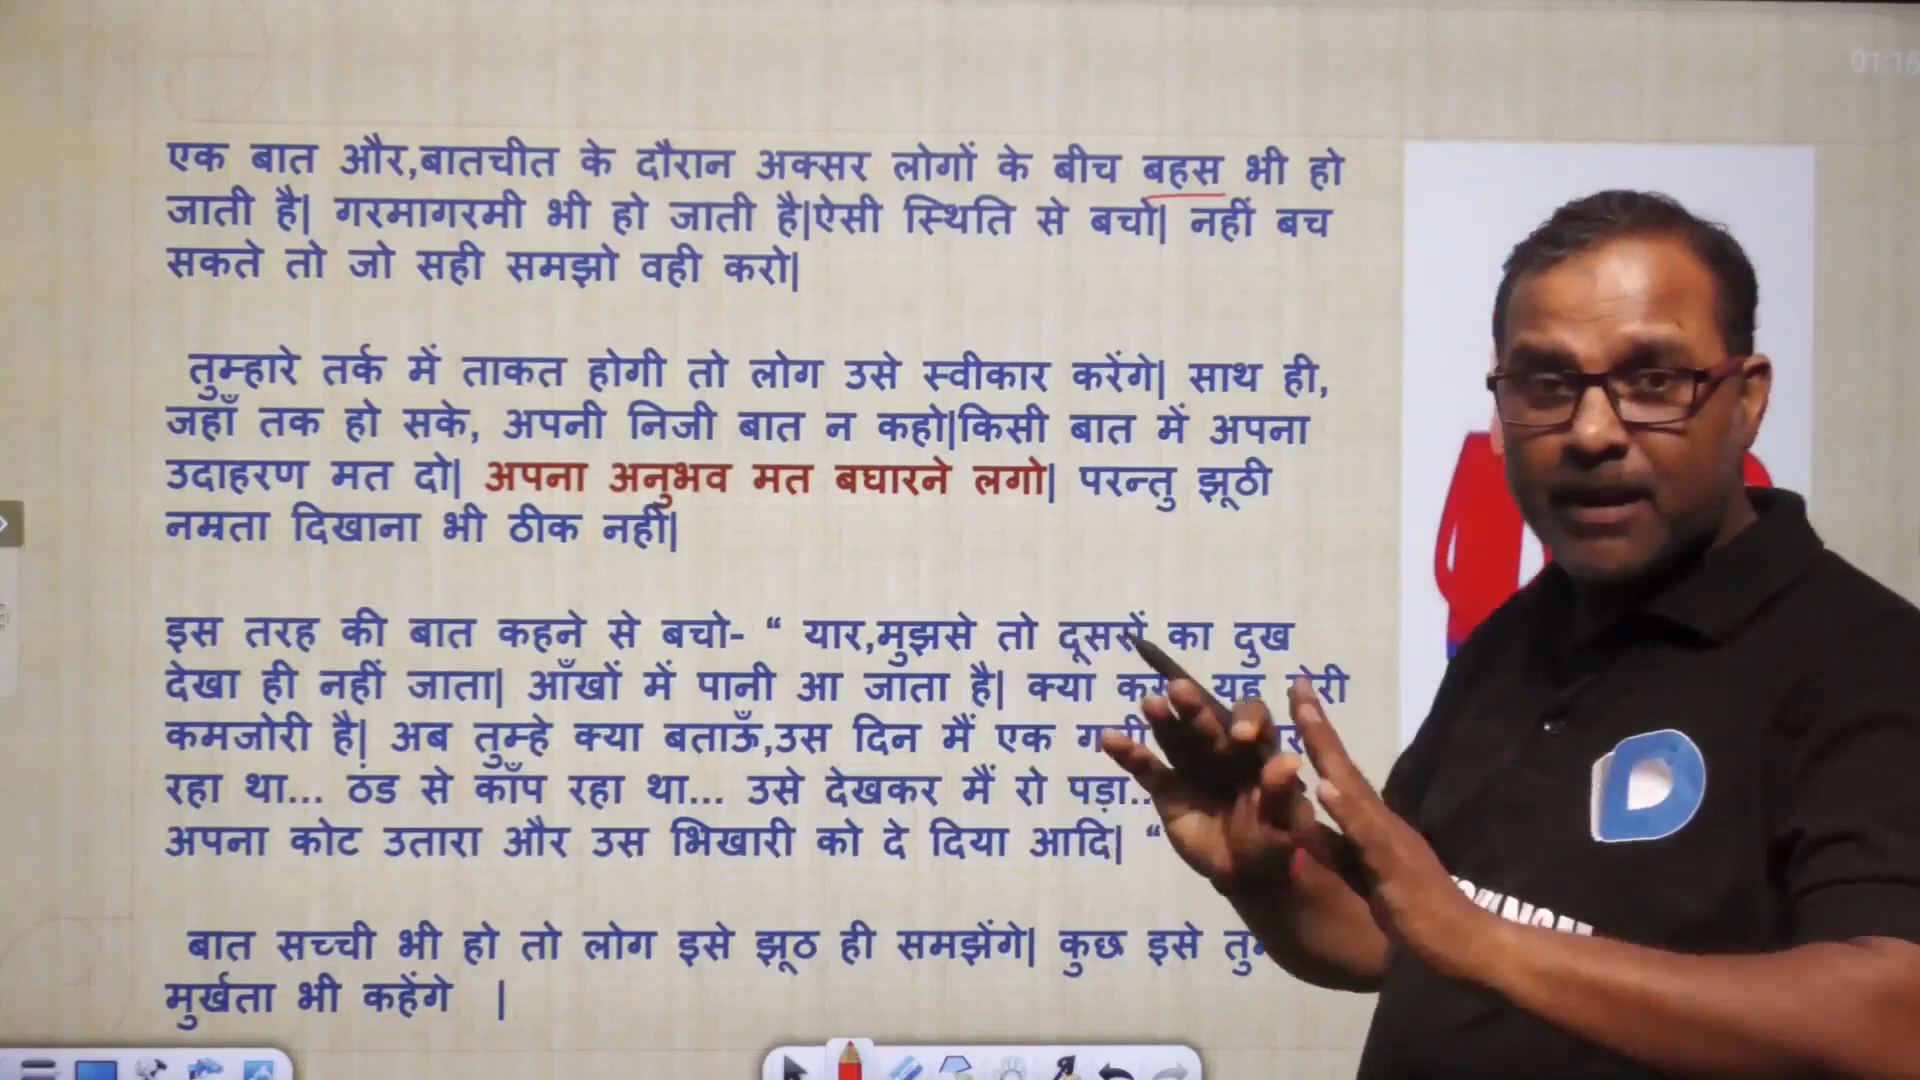 01:16
एक बात और,बातचीत के दौरान अक्सर लोगों के बीच बहस भी हो
जाती है| गरमागरमी भी हो जाती है|ऐसी स्थिति से बचो| नहीं बच
सकते तो जो सही समझो वही करो|
तुम्हारे तर्क में ताकत होगी तो लोग उसे स्वीकार करेंगे| साथ ही,
जहाँ तक हो सके, अपनी निजी बात न कहो|किसी बात में अपना
उदाहरण मत दो| अपना अनुभव मत बघारने लगो| परन्तु झूठी
नम्रता दिखाना भी ठीक नहीं|
इस तरह की बात कहने से बचो- “ यार,मुझसे तो दूसरों का दुख
देखा ही नहीं जाता| आँखों में पानी आ जाता है| क्या यह
कमजोरी है| अब तुम्हे क्या बताऊँ,उस दिन मैं एक
रहा था... ठंड से काँप रहा था... उसे देखकर मैं रो पड़ा..
अपना कोट उतारा और उस भिखारी को दे दिया आदि| “
बात सच्ची भी हो तो लोग इसे झूठ ही समझेंगे| कुछ इसे
मुर्खता भी कहेंगे |